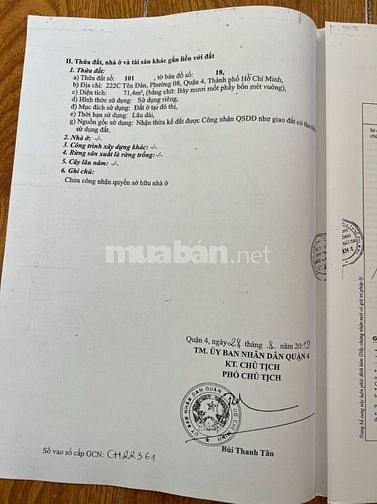 II. Thửa đất, nhà ở và tài sản khác gắn liền với đất
1. Thửa đất:
a) Thửa đất số: 101 , tờ bản đồ số: 18,
b) Địa chỉ: 222C Tôn Đản, Phường 08, Quận 4, Thành phố Hồ Chí Minh,
c) Diện tích: 71,4m², (bằng chữ: Bảy mươi mốt phẩy bốn mét vuông),
d) Hình thức sử dụng: Sử dụng riêng,
đ) Mục đích sử dụng: Đất ở tại đô thị,
e) Thời hạn sử dụng: Lâu dài,
g) Nguồn gốc sử dụng: Nhận thừa kế đất được Công nhận QSDĐ như giao đất có thu tiền
sử dụng đất.
2. Nhà ở: -/-
3. Công trình xây dựng khác: -/-
4. Rừng sản xuất là rừng trồng: -/-
5. Cây lâu năm: -/-
6. Ghi chú:
Chưa công nhận quyền sở hữu nhà ở
muaban.net
Quận 4, ngày 28 tháng 8 năm 2019
TM. ỦY BAN NHÂN DÂN QUẬN 4
KT. CHỦ TỊCH
PHÓ CHỦ TỊCH
Bùi Thanh Tân
Số vào sổ cấp GCN: CH22361